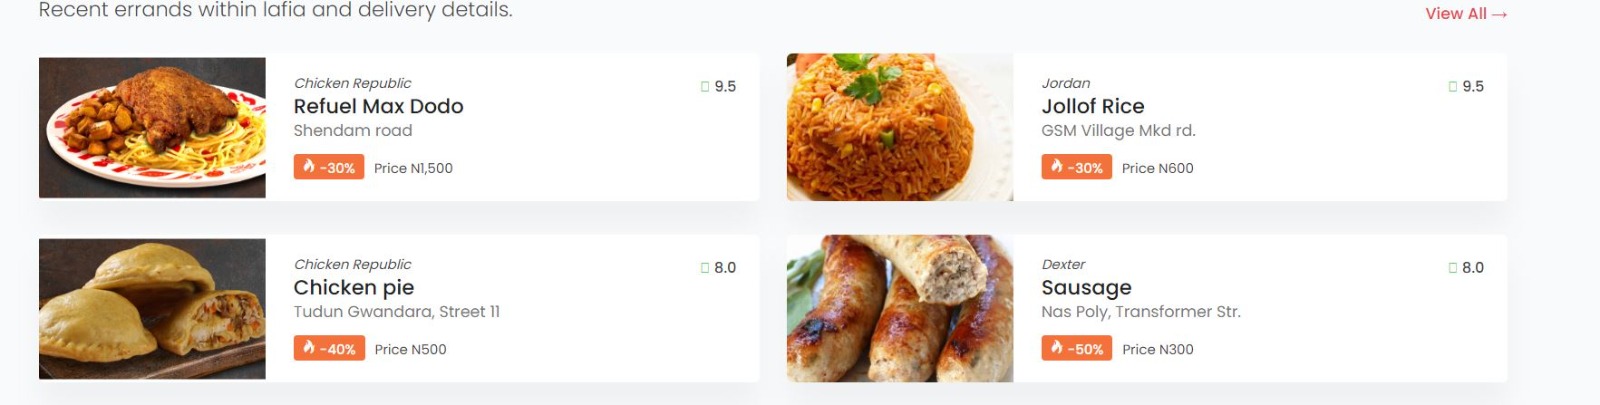 Recent errands within lafia and delivery details.
View All →
Chicken Republic
9.5
Refuel Max Dodo
Shendam road
-30% Price N1,500
Jordan
9.5
Jollof Rice
GSM Village Mkd rd.
-30% Price N600
Chicken Republic
8.0
Chicken pie
Tudun Gwandara, Street 11
-40% Price N500
Dexter
8.0
Sausage
Nas Poly, Transformer Str.
-50% Price N300